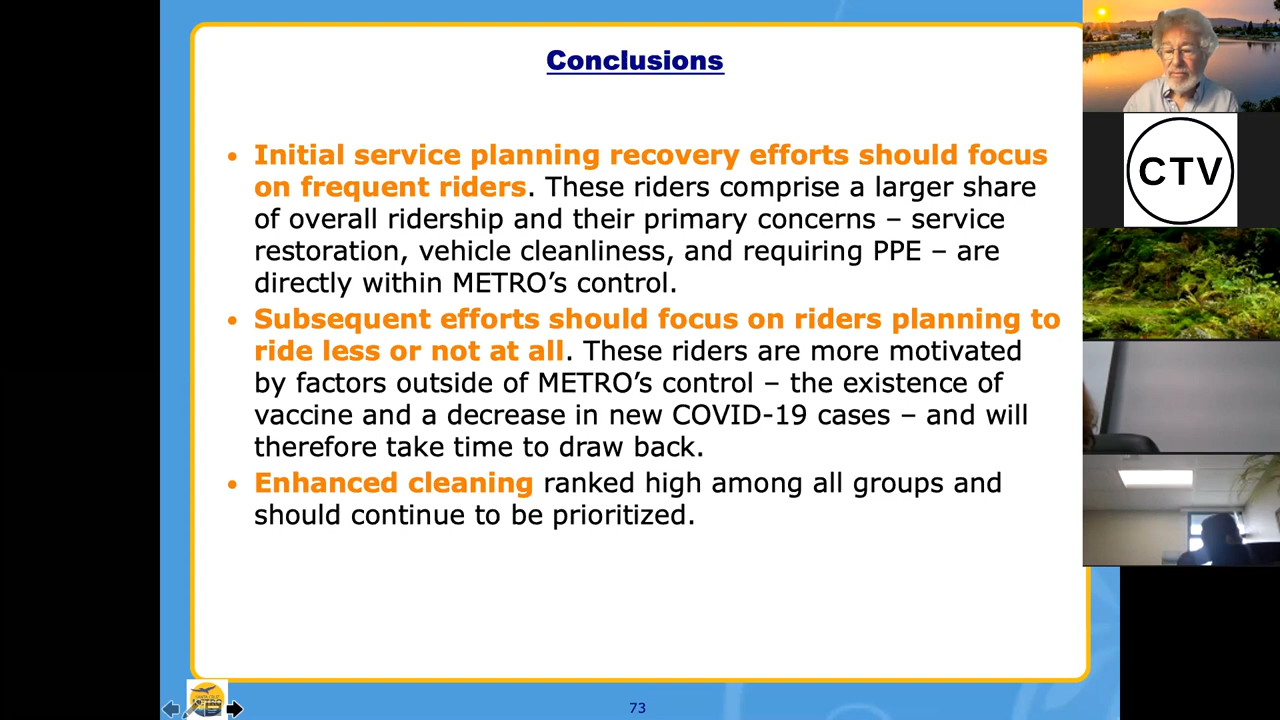 Conclusions
• Initial service planning recovery efforts should focus
on frequent riders. These riders comprise a larger share
of overall ridership and their primary concerns – service
restoration, vehicle cleanliness, and requiring PPE – are
directly within METRO’s control.
• Subsequent efforts should focus on riders planning to
ride less or not at all. These riders are more motivated
by factors outside of METRO’s control – the existence of
vaccine and a decrease in new COVID-19 cases – and will
therefore take time to draw back.
• Enhanced cleaning ranked high among all groups and
should continue to be prioritized.
CTV
73